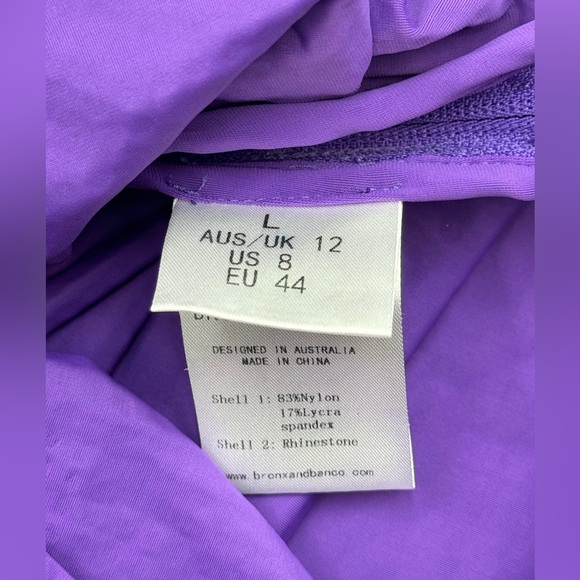 L
AUS/UK 12
US 8
EU 44
DESIGNED IN AUSTRALIA
MADE IN CHINA
Shell 1: 83%Nylon
17%Lycra
spandex
Shell 2: Rhinestone
www.bronxandbanco.com